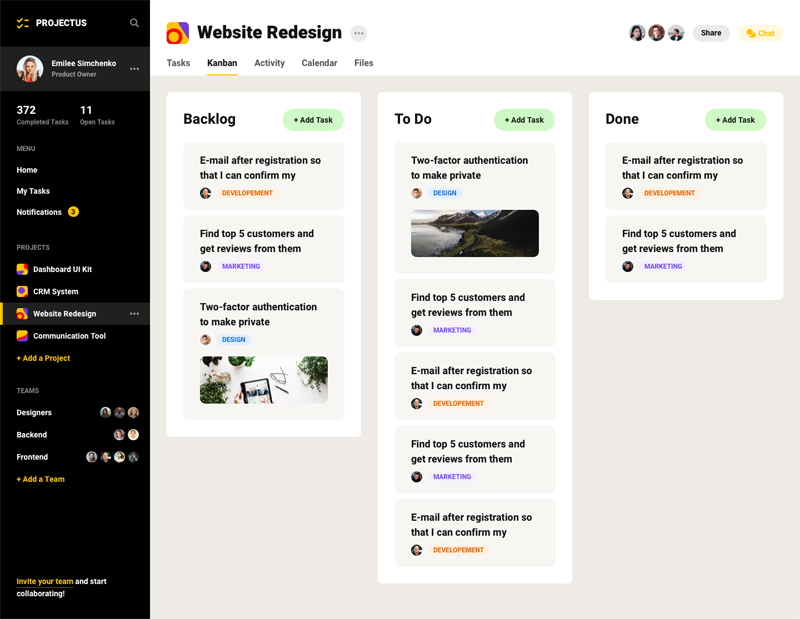 PROJECTUS
Emilee Simchenko
Product Owner
372
Completed Tasks
11
Open Tasks
MENU
Home
My Tasks
Notifications 3
PROJECTS
Dashboard UI Kit
CRM System
Website Redesign
Communication Tool
+ Add a Project
TEAMS
Designers
Backend
Frontend
+ Add a Team
Invite your team and start
collaborating!
Website Redesign
Share
Chat
Tasks
Kanban
Activity
Calendar
Files
Backlog
+ Add Task
E-mail after registration so
that I can confirm my
DEVELOPEMENT
Find top 5 customers and
get reviews from them
MARKETING
Two-factor authentication
to make private
DESIGN
To Do
+ Add Task
Two-factor authentication
to make private
DESIGN
Find top 5 customers and
get reviews from them
MARKETING
E-mail after registration so
that I can confirm my
DEVELOPEMENT
Find top 5 customers and
get reviews from them
MARKETING
E-mail after registration so
that I can confirm my
DEVELOPEMENT
Done
+ Add Task
E-mail after registration so
that I can confirm my
DEVELOPEMENT
Find top 5 customers and
get reviews from them
MARKETING